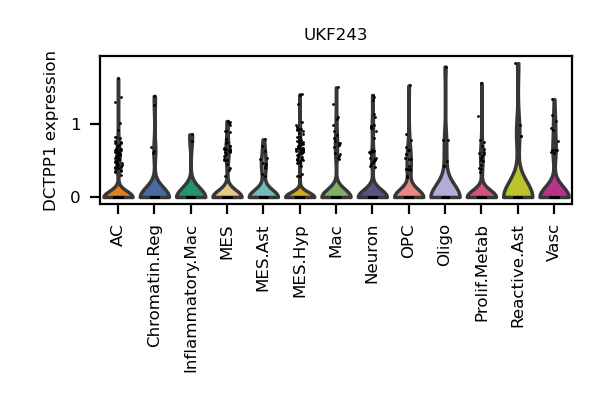 UKF243
DCTPP1 expression
1
0
AC
Chromatin.Reg
Inflammatory.Mac
MES
MES.Ast
MES.Hyp
Mac
Neuron
OPC
Oligo
Prolif.Metab
Reactive.Ast
Vasc